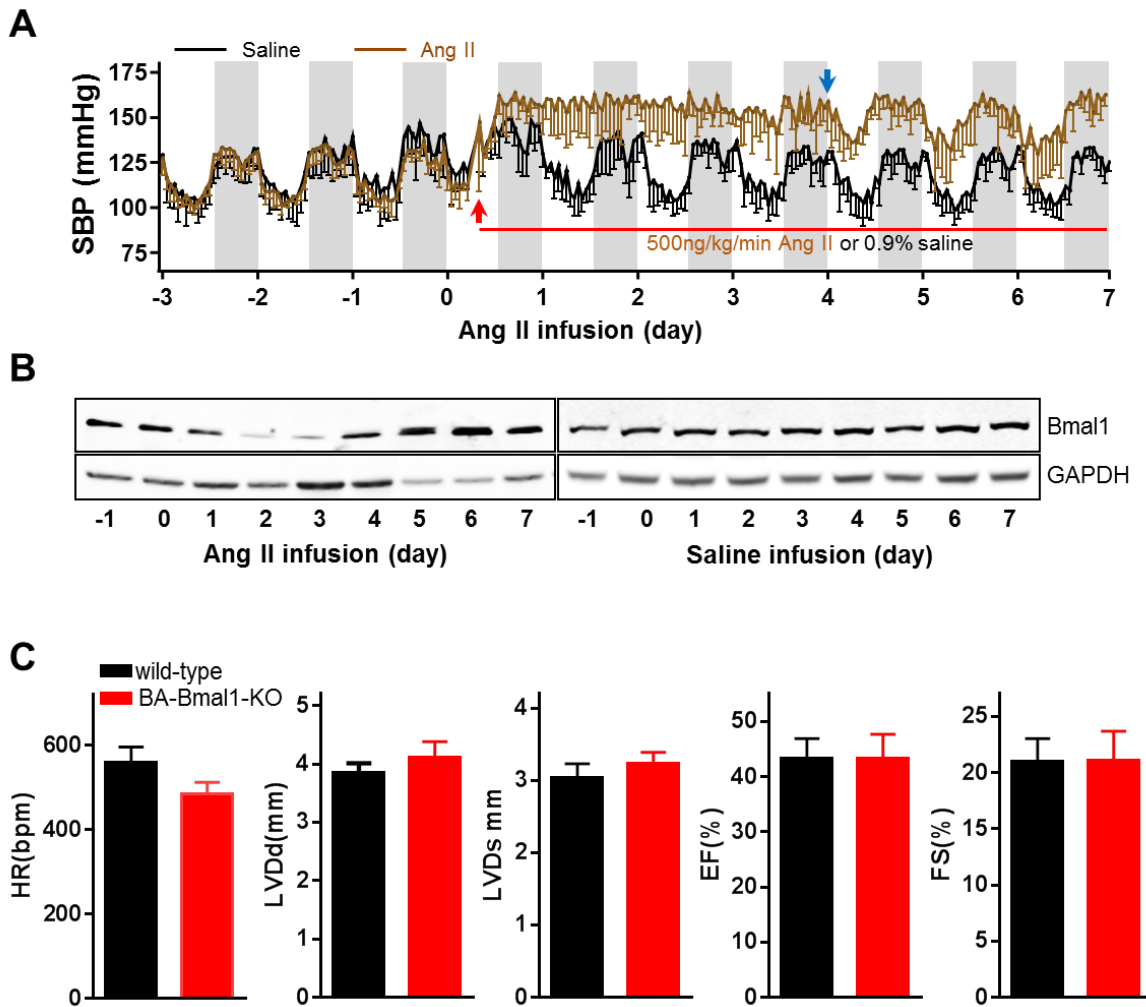 A
Saline Ang II
SBP (mmHg)
175
150
125
100
75
500ng/kg/min Ang II or 0.9% saline
-3 -2 -1 0 1 2 3 4 5 6 7
Ang II infusion (day)
B
Bmal1
GAPDH
-1 0 1 2 3 4 5 6 7 -1 0 1 2 3 4 5 6 7
Ang II infusion (day) Saline infusion (day)
C
wild-type
BA-Bmal1-KO
HR(bpm)
600
400
200
0
LVDd(mm)
5
4
3
2
1
0
LVDs mm
4
3
2
1
0
EF(%)
50
40
30
20
10
0
FS(%)
25
20
15
10
5
0